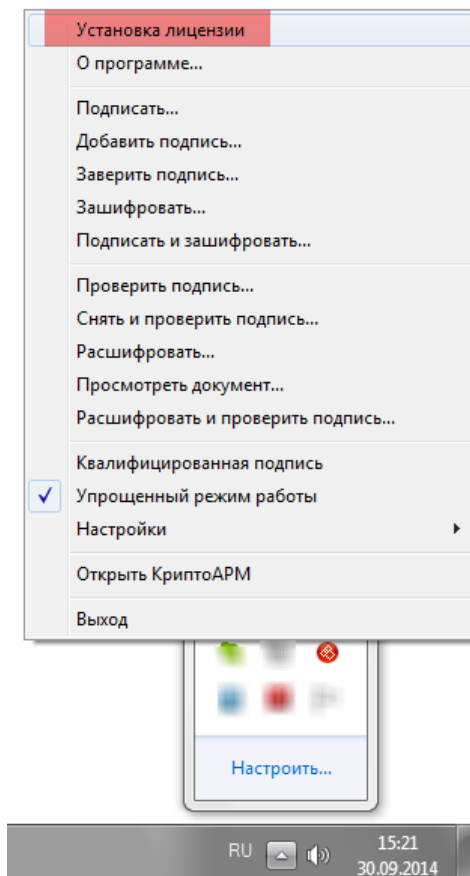 Установка лицензии
О программе...
Подписать...
Добавить подпись...
Заверить подпись...
Зашифровать...
Подписать и зашифровать...
Проверить подпись...
Снять и проверить подпись...
Расшифровать...
Просмотреть документ...
Расшифровать и проверить подпись...
Квалифицированная подпись
Упрощенный режим работы
Настройки
Открыть КриптоАРМ
Выход
Настроить...
RU
15:21
30.09.2014